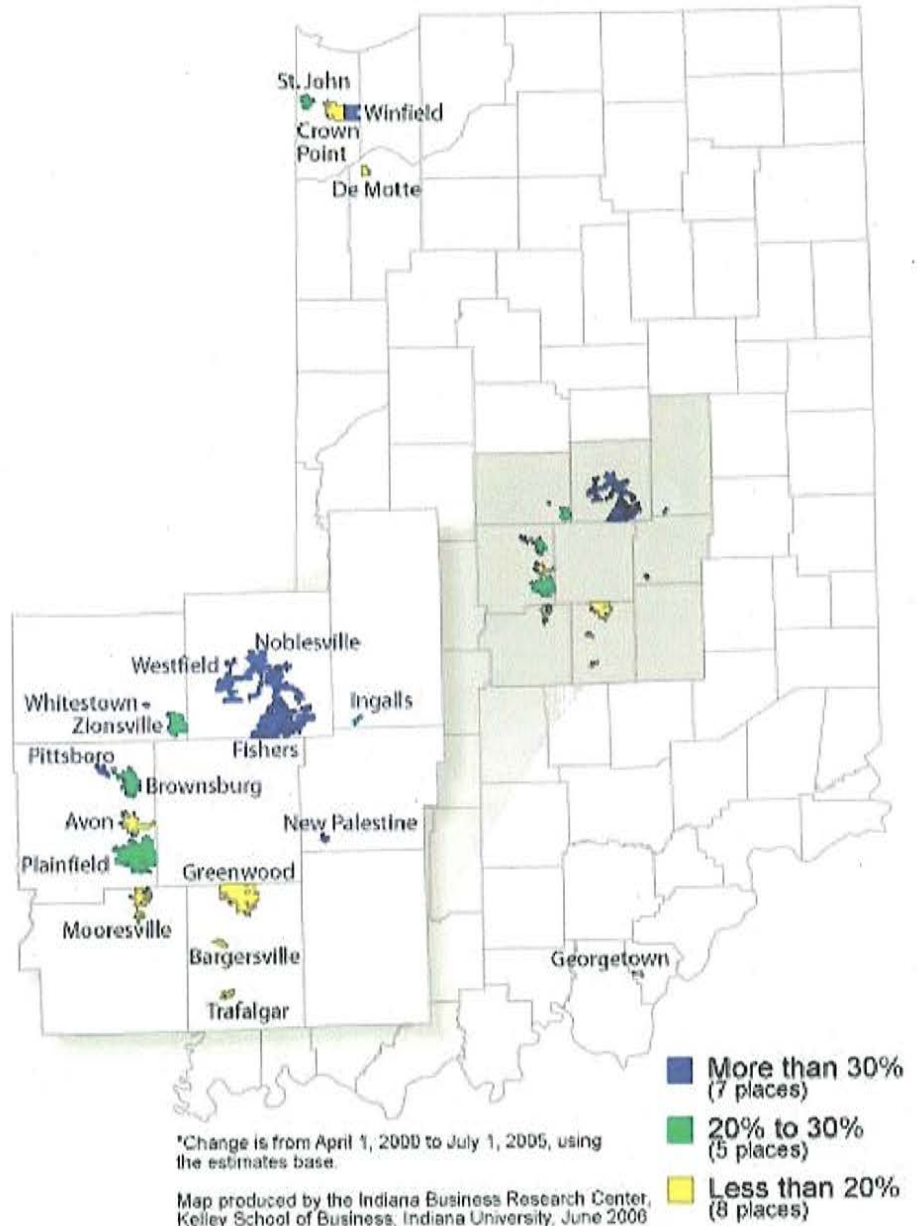 St. John
Winfield
Crown
Point
De Motte
Noblesville
Westfield
Whitestown
Zionsville
Ingalls
Fishers
Pittsboro
Brownsburg
Avon
New Palestine
Plainfield
Greenwood
Mooresville
Bargersville
Trafalgar
Georgetown
More than 30%
(7 places)
20% to 30%
(5 places)
Less than 20%
(8 places)
*Change is from April 1, 2000 to July 1, 2005, using
the estimates base.
Map produced by the Indiana Business Research Center,
Kelley School of Business, Indiana University, June 2006